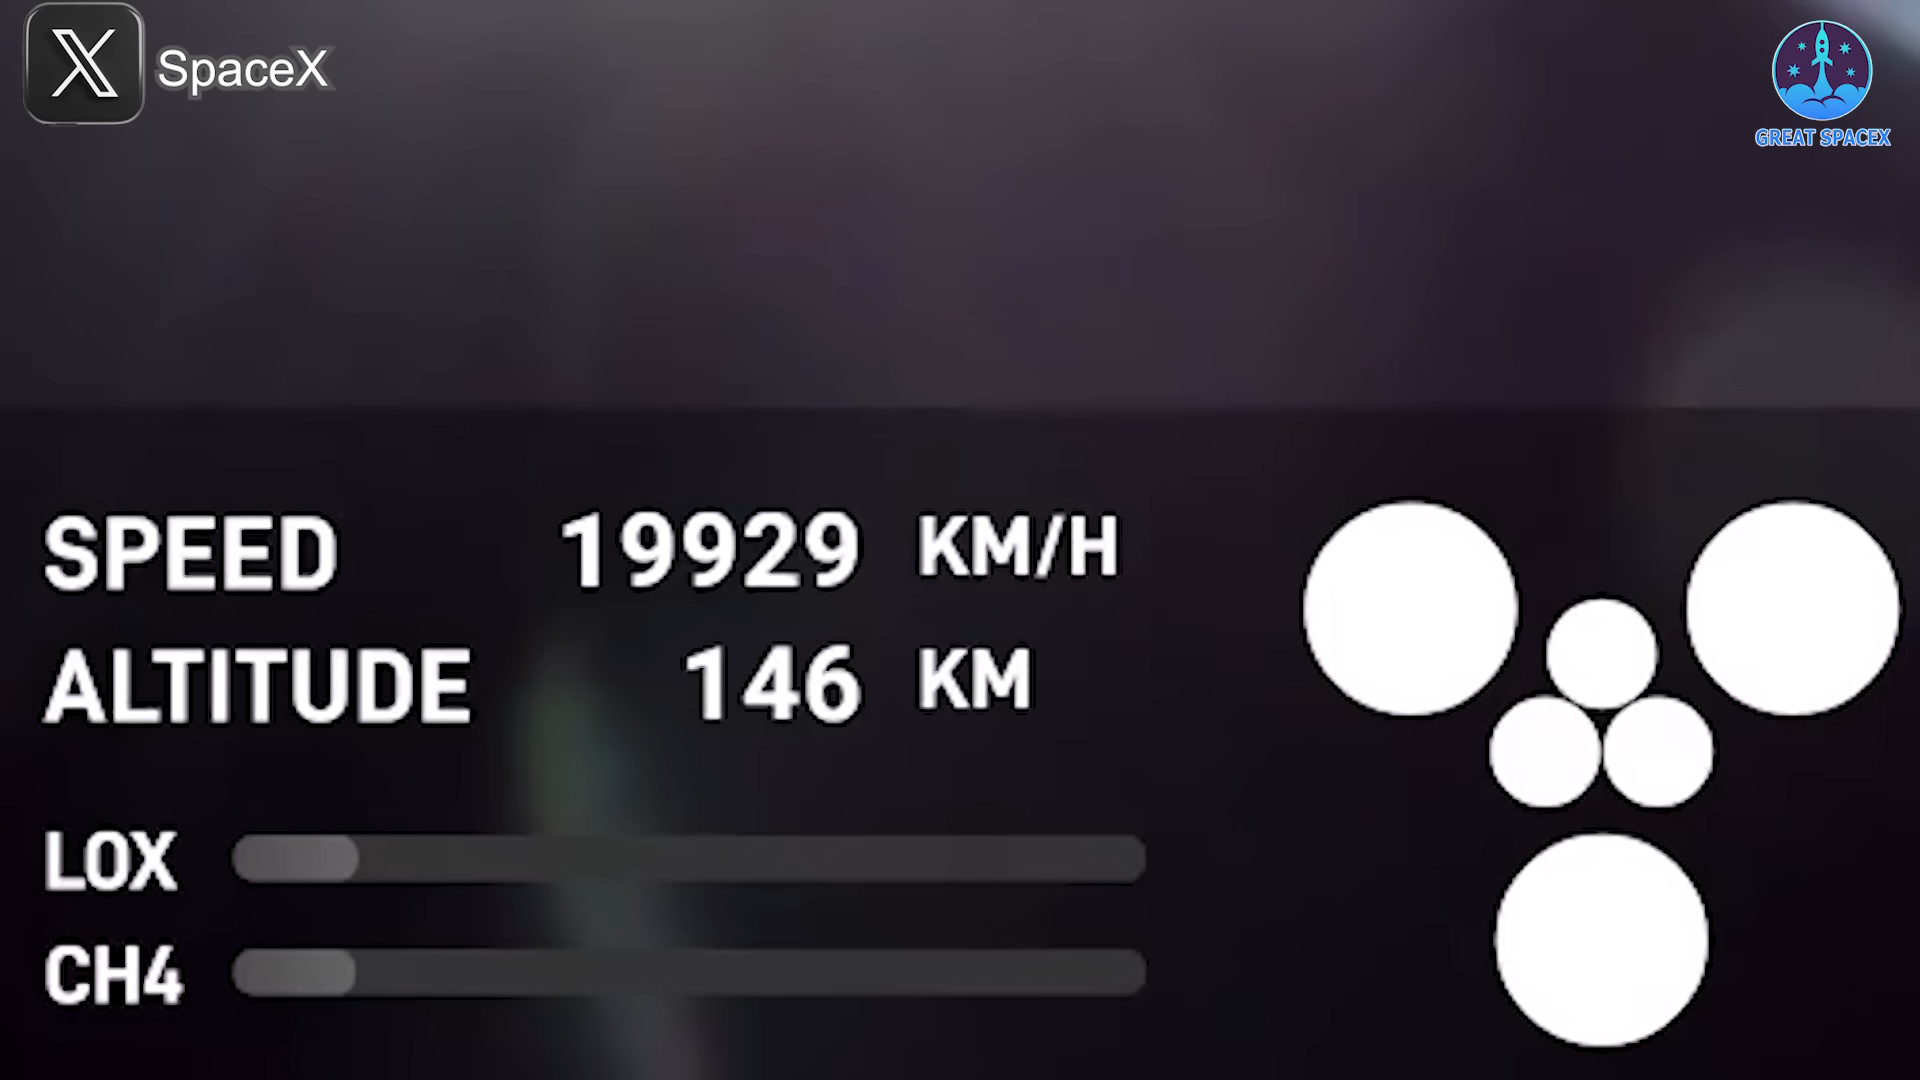 SpaceX
GREAT SPACEX
SPEED 19929 KM/H
ALTITUDE 146 KM
LOX
CH4